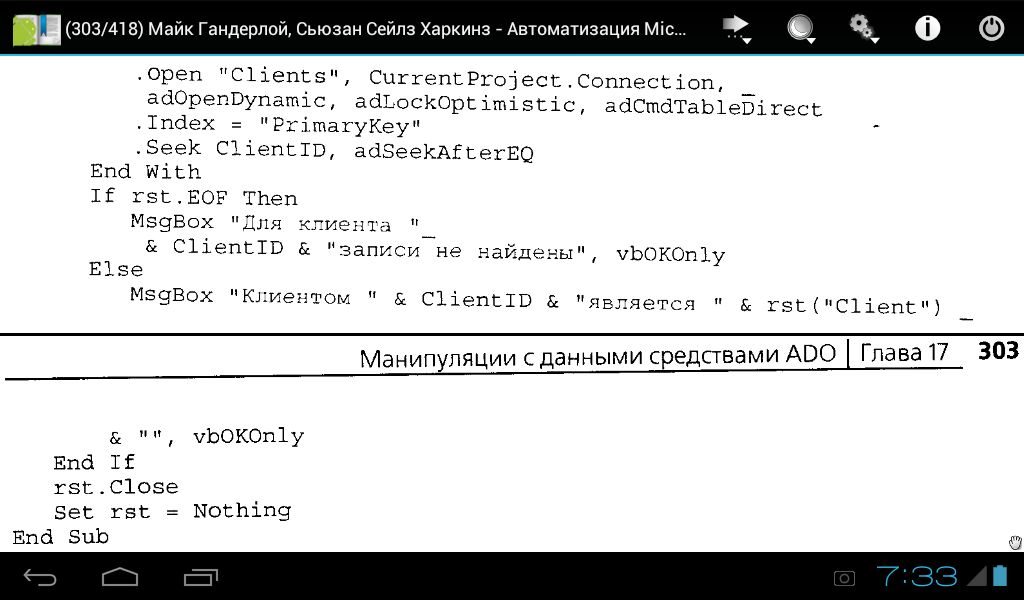 (303/418) Майк Гандерлой, Сьюзан Сейлз Харкинз - Автоматизация Mic...
.Open "Clients", CurrentProject.Connection, _
adOpenDynamic, adLockOptimistic, adCmdTableDirect
.Index = "PrimaryKey"
.Seek ClientID, adSeekAfterEQ
End With
If rst.EOF Then
MsgBox "Для клиента "_
& ClientID & "записи не найдены", vbOKOnly
Else
MsgBox "Клиентом " & ClientID & "является " & rst("Client") _
Манипуляции с данными средствами ADO | Глава 17 303
& "", vbOKOnly
End If
rst.Close
Set rst = Nothing
End Sub
7:33